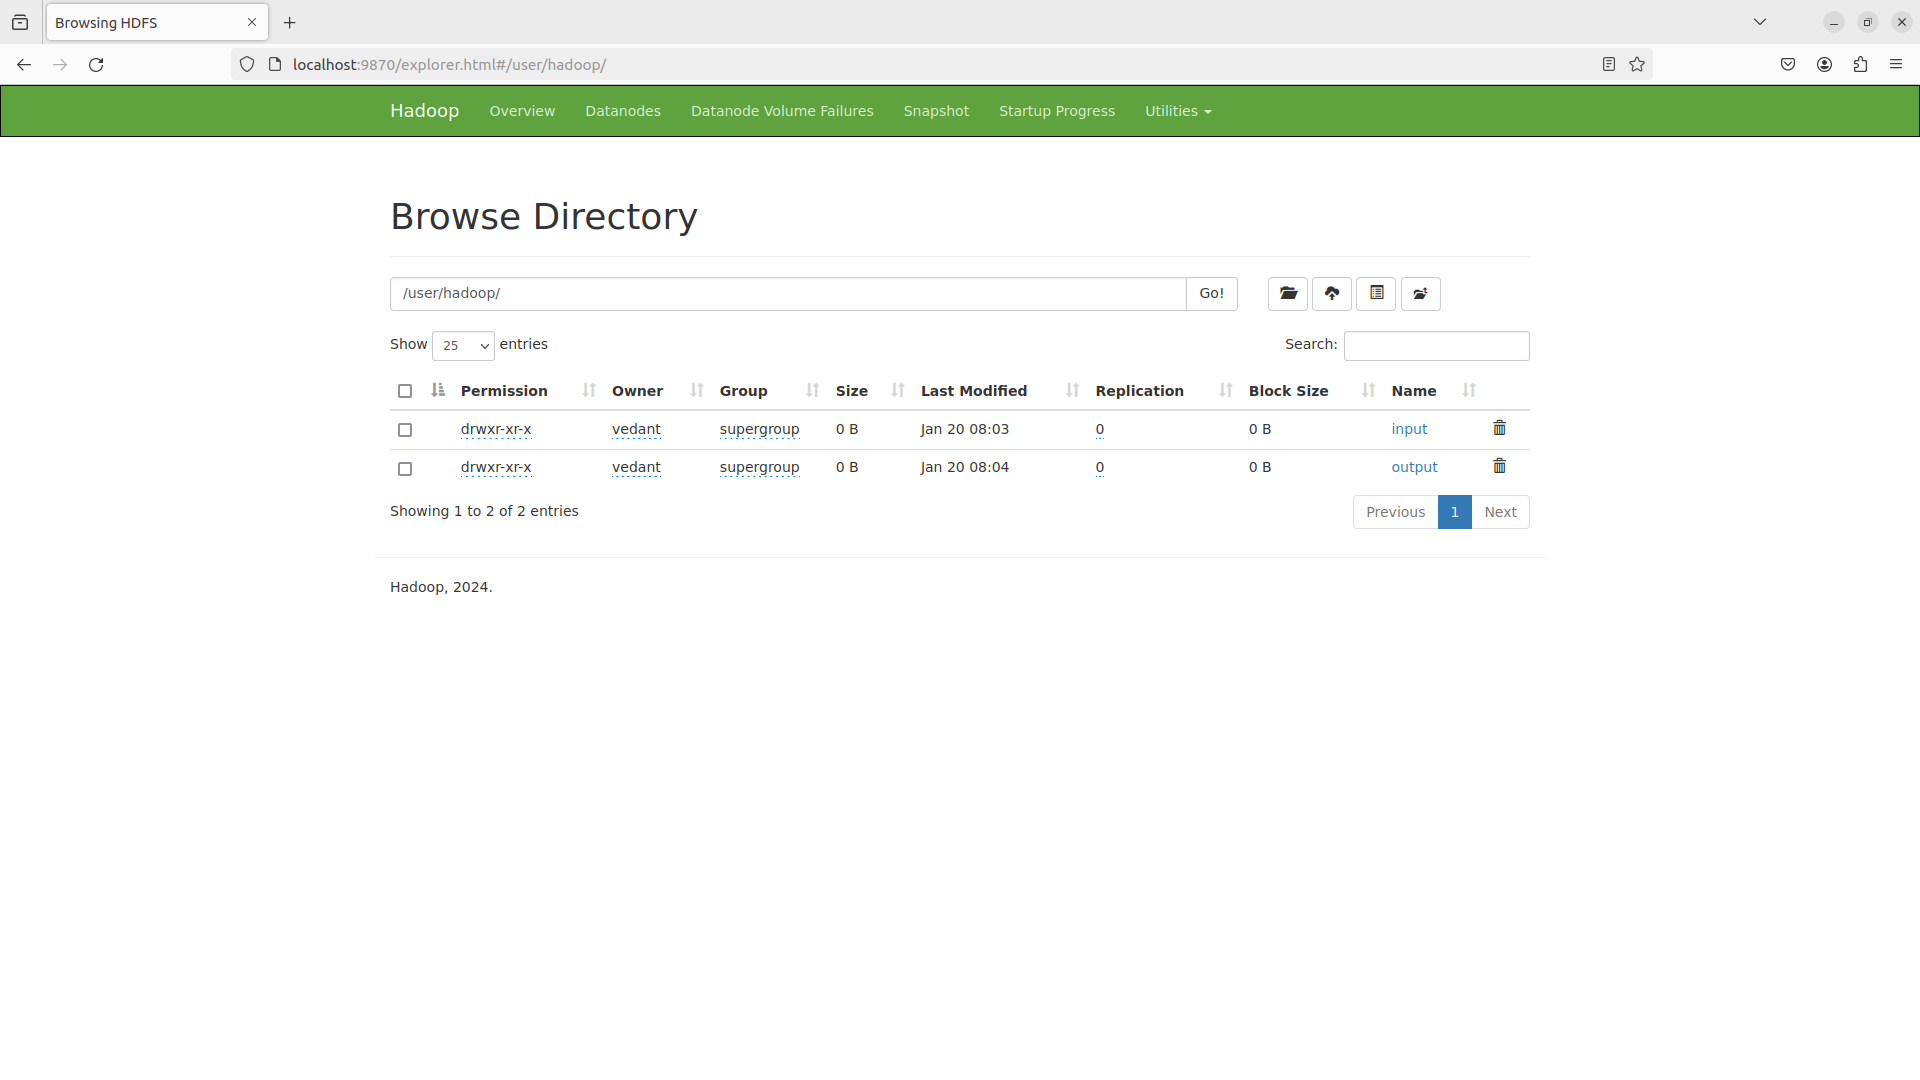 Browsing HDFS
localhost:9870/explorer.html#/user/hadoop/
Hadoop Overview Datanodes Datanode Volume Failures Snapshot Startup Progress Utilities
Browse Directory
/user/hadoop/ Go!
Show 25 entries Search:
Permission Owner Group Size Last Modified Replication Block Size Name
drwxr-xr-x vedant supergroup 0 B Jan 20 08:03 0 0 B input
drwxr-xr-x vedant supergroup 0 B Jan 20 08:04 0 0 B output
Showing 1 to 2 of 2 entries Previous 1 Next
Hadoop, 2024.